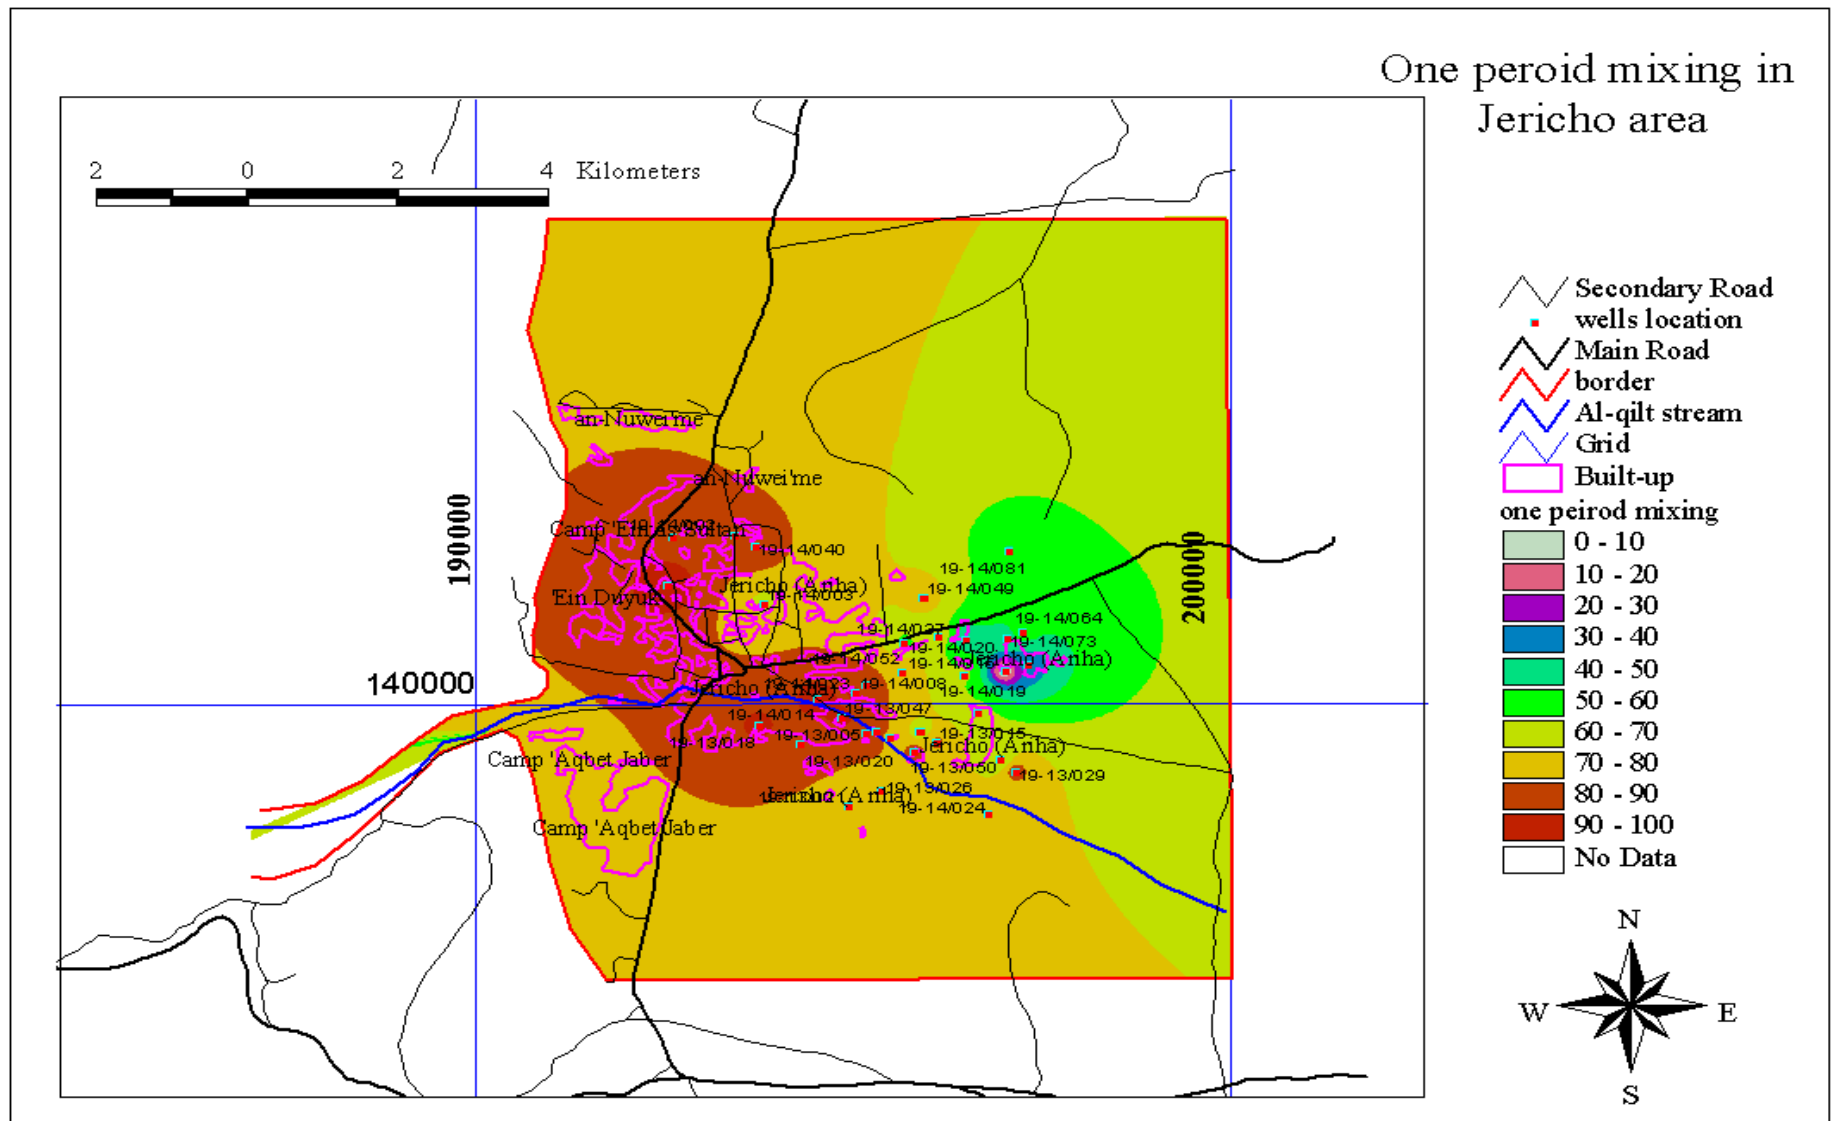 One peroid mixing in
Jericho area
2 0 2 4 Kilometers
Secondary Road
wells location
Main Road
border
Al-qilt stream
Grid
Built-up
one peirod mixing
0 - 10
10 - 20
20 - 30
30 - 40
40 - 50
50 - 60
60 - 70
70 - 80
80 - 90
90 - 100
No Data
N
W E
S
190000
200000
140000
an-Nuwei'me
an-Nuwei'me
Camp 'Ein as-Sultan
19-14/040
19-14/081
Jericho (Ariha)
19-14/049
'Ein Duyuk
19-14/003
19-14/064
19-14/037
19-14/020
19-14/073
19-14/052
Jericho (Ariha)
19-14/008
19-14/019
Jericho (Ariha)
19-13/047
19-14/014
19-13/018
19-13/005
19-13/015
Jericho (Ariha)
Camp 'Aqbet Jaber
19-13/020
19-13/050
19-13/029
19-13/026
Jericho (Ariha)
19-14/024
Camp 'Aqbet Jaber